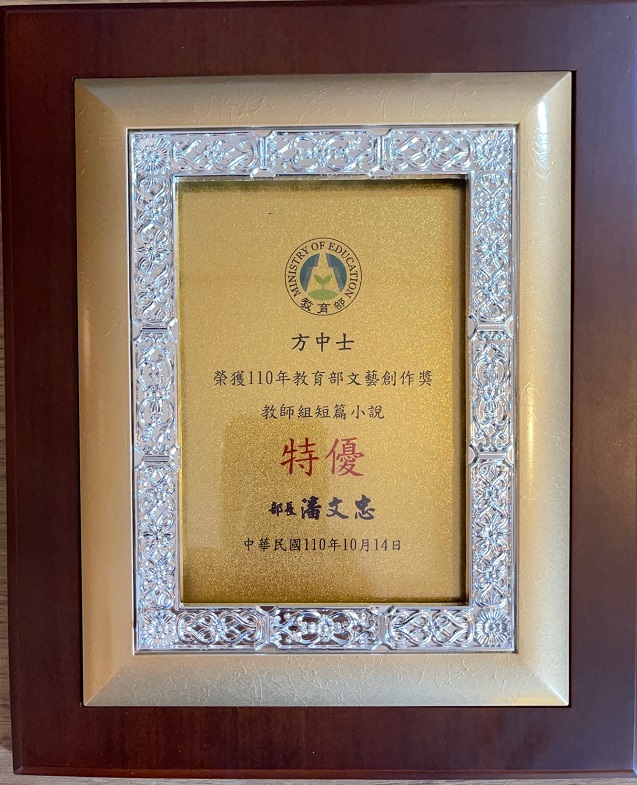 MINISTRY OF EDUCATION
教育部
方中士
榮獲110年教育部文藝創作獎
教師組短篇小說
特優
部長潘文忠
中華民國110年10月14日